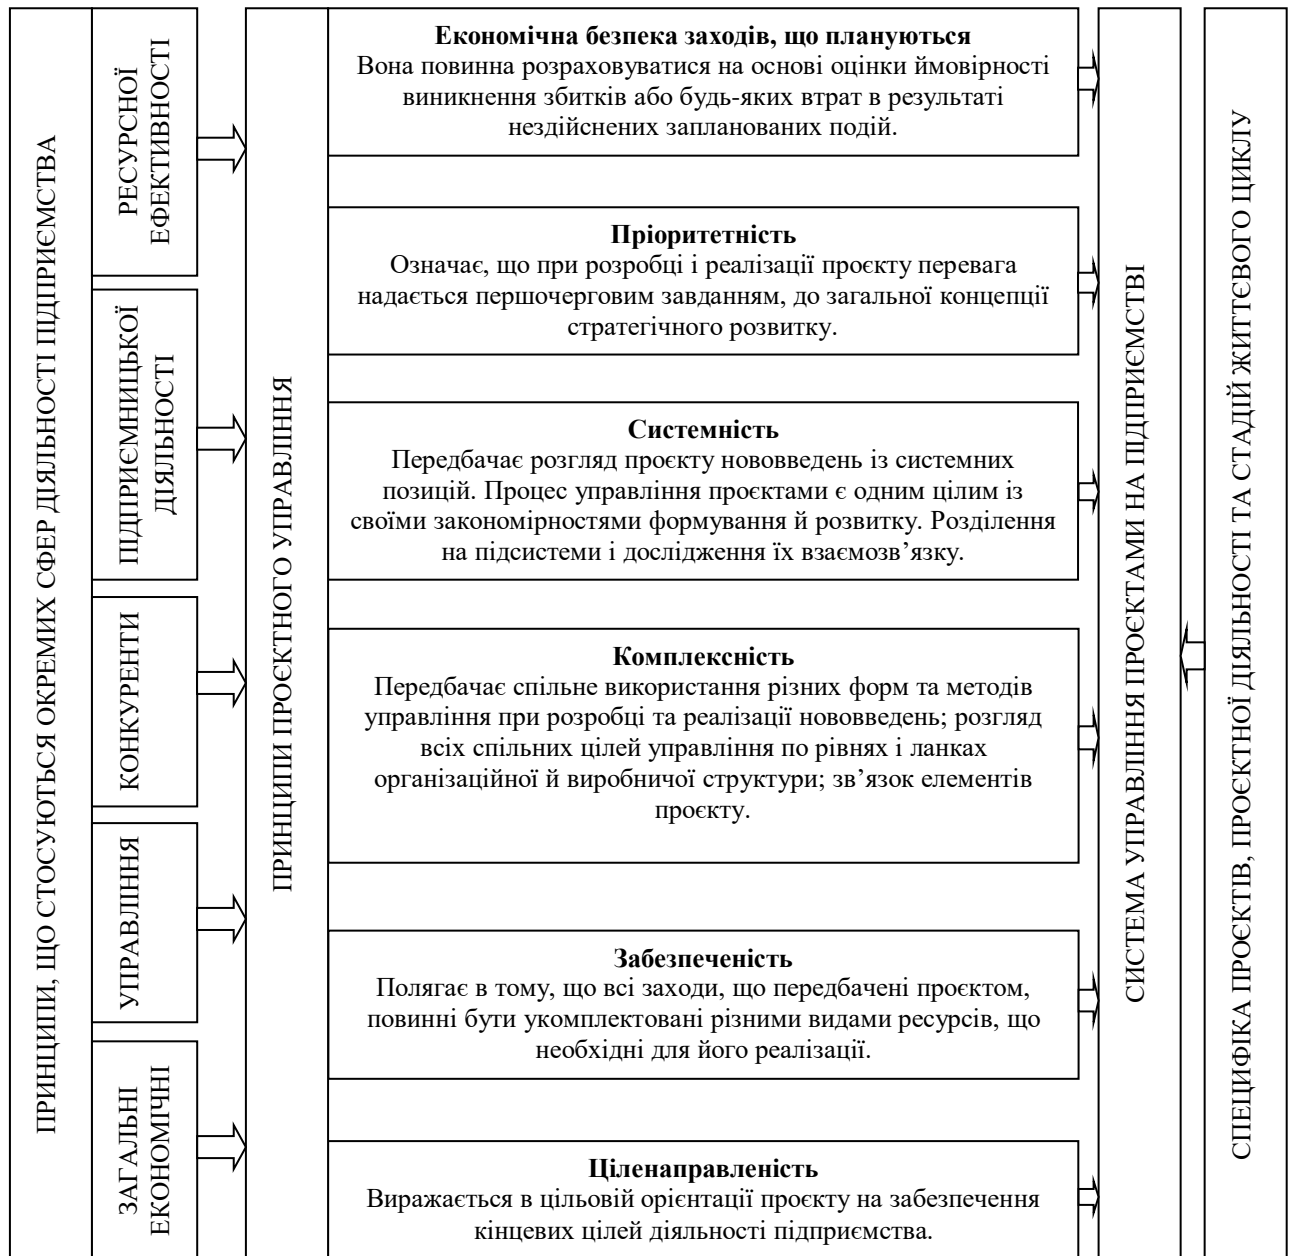 ПРИНЦИПИ, ЩО СТОСУЮТЬСЯ ОКРЕМИХ СФЕР ДІЯЛЬНОСТІ ПІДПРИЄМСТВА
РЕСУРСНОЇ
ЕФЕКТИВНОСТІ
ПІДПРИЄМНИЦЬКОЇ
ДІЯЛЬНОСТІ
КОНКУРЕНТИ
УПРАВЛІННЯ
ЗАГАЛЬНІ
ЕКОНОМІЧНІ
ПРИНЦИПИ ПРОЄКТНОГО УПРАВЛІННЯ
Економічна безпека заходів, що плануються
Вона повинна розраховуватися на основі оцінки ймовірності
виникнення збитків або будь-яких втрат в результаті
нездійснених запланованих подій.
Пріоритетність
Означає, що при розробці і реалізації проєкту перевага
надається першочерговим завданням, до загальної концепції
стратегічного розвитку.
Системність
Передбачає розгляд проєкту нововведень із системних
позицій. Процес управління проєктами є одним цілим із
своїми закономірностями формування й розвитку. Розділення
на підсистеми і дослідження їх взаємозв’язку.
Комплексність
Передбачає спільне використання різних форм та методів
управління при розробці та реалізації нововведень; розгляд
всіх спільних цілей управління по рівнях і ланках
організаційної й виробничої структури; зв’язок елементів
проєкту.
Забезпеченість
Полягає в тому, що всі заходи, що передбачені проєктом,
повинні бути укомплектовані різними видами ресурсів, що
необхідні для його реалізації.
Ціленаправленість
Виражається в цільовій орієнтації проєкту на забезпечення
кінцевих цілей діяльності підприємства.
СИСТЕМА УПРАВЛІННЯ ПРОЄКТАМИ НА ПІДПРИЄМСТВІ
СПЕЦИФІКА ПРОЄКТІВ, ПРОЄКТНОЇ ДІЯЛЬНОСТІ ТА СТАДІЙ ЖИТТЄВОГО ЦИКЛУ